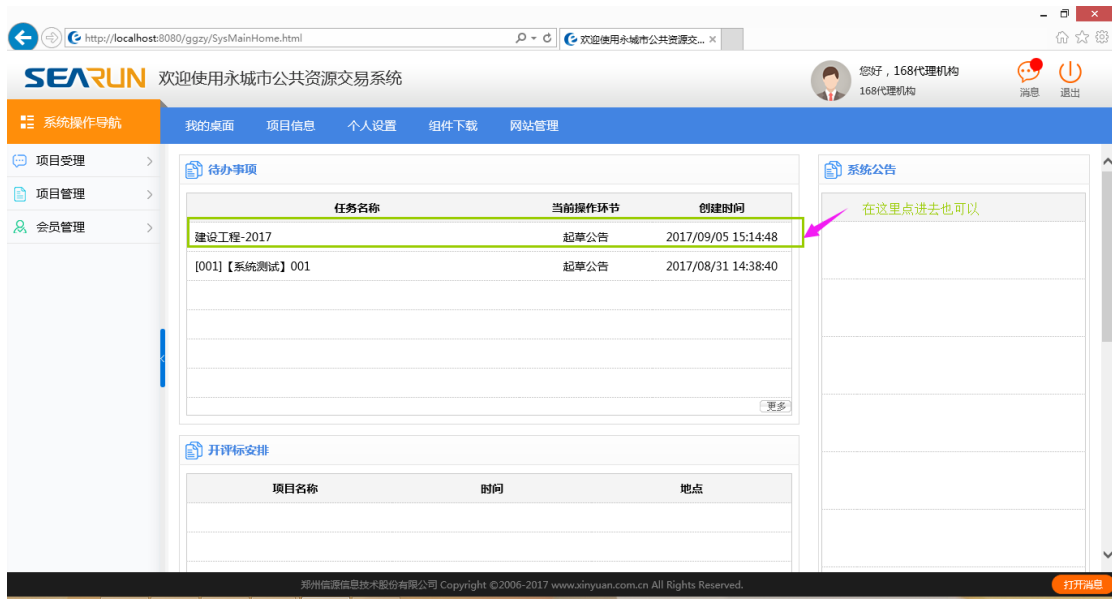 http://localhost:8080/ggzy/SysMainHome.html
欢迎使用永城市公共资源交... ×
SEARUN 欢迎使用永城市公共资源交易系统
您好，168代理机构
168代理机构
消息
退出
系统操作导航
我的桌面 项目信息 个人设置 组件下载 网站管理
项目受理
项目管理
会员管理
待办事项
任务名称 当前操作环节 创建时间
建设工程-2017 起草公告 2017/09/05 15:14:48
[001]【系统测试】001 起草公告 2017/08/31 14:38:40
更多
系统公告
在这里点进去也可以
开评标安排
项目名称 时间 地点
郑州信源信息技术股份有限公司 Copyright ©2006-2017 www.xinyuan.com.cn All Rights Reserved.
打开消息